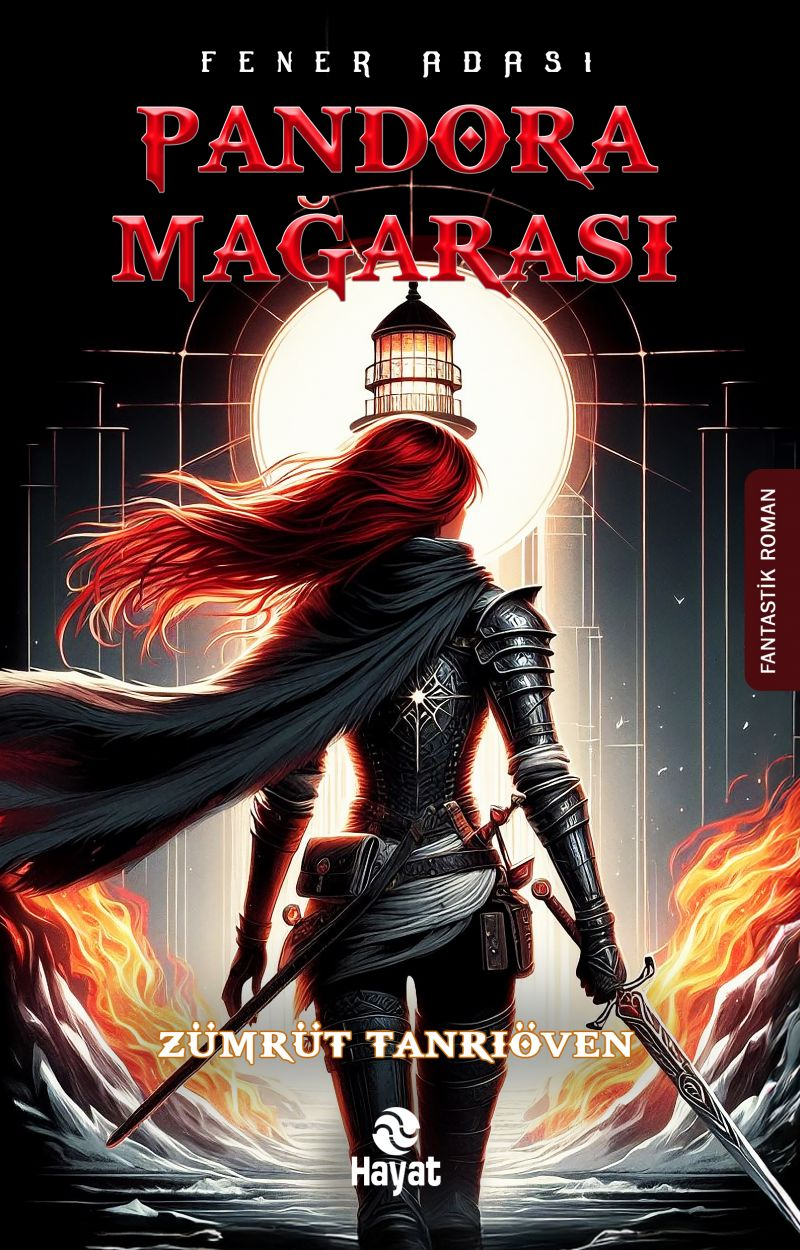 FENER ADASI
PANDORA
MAĞARASI
FANTASTİK ROMAN
ZÜMRÜT TANRIÖVEN
Hayat